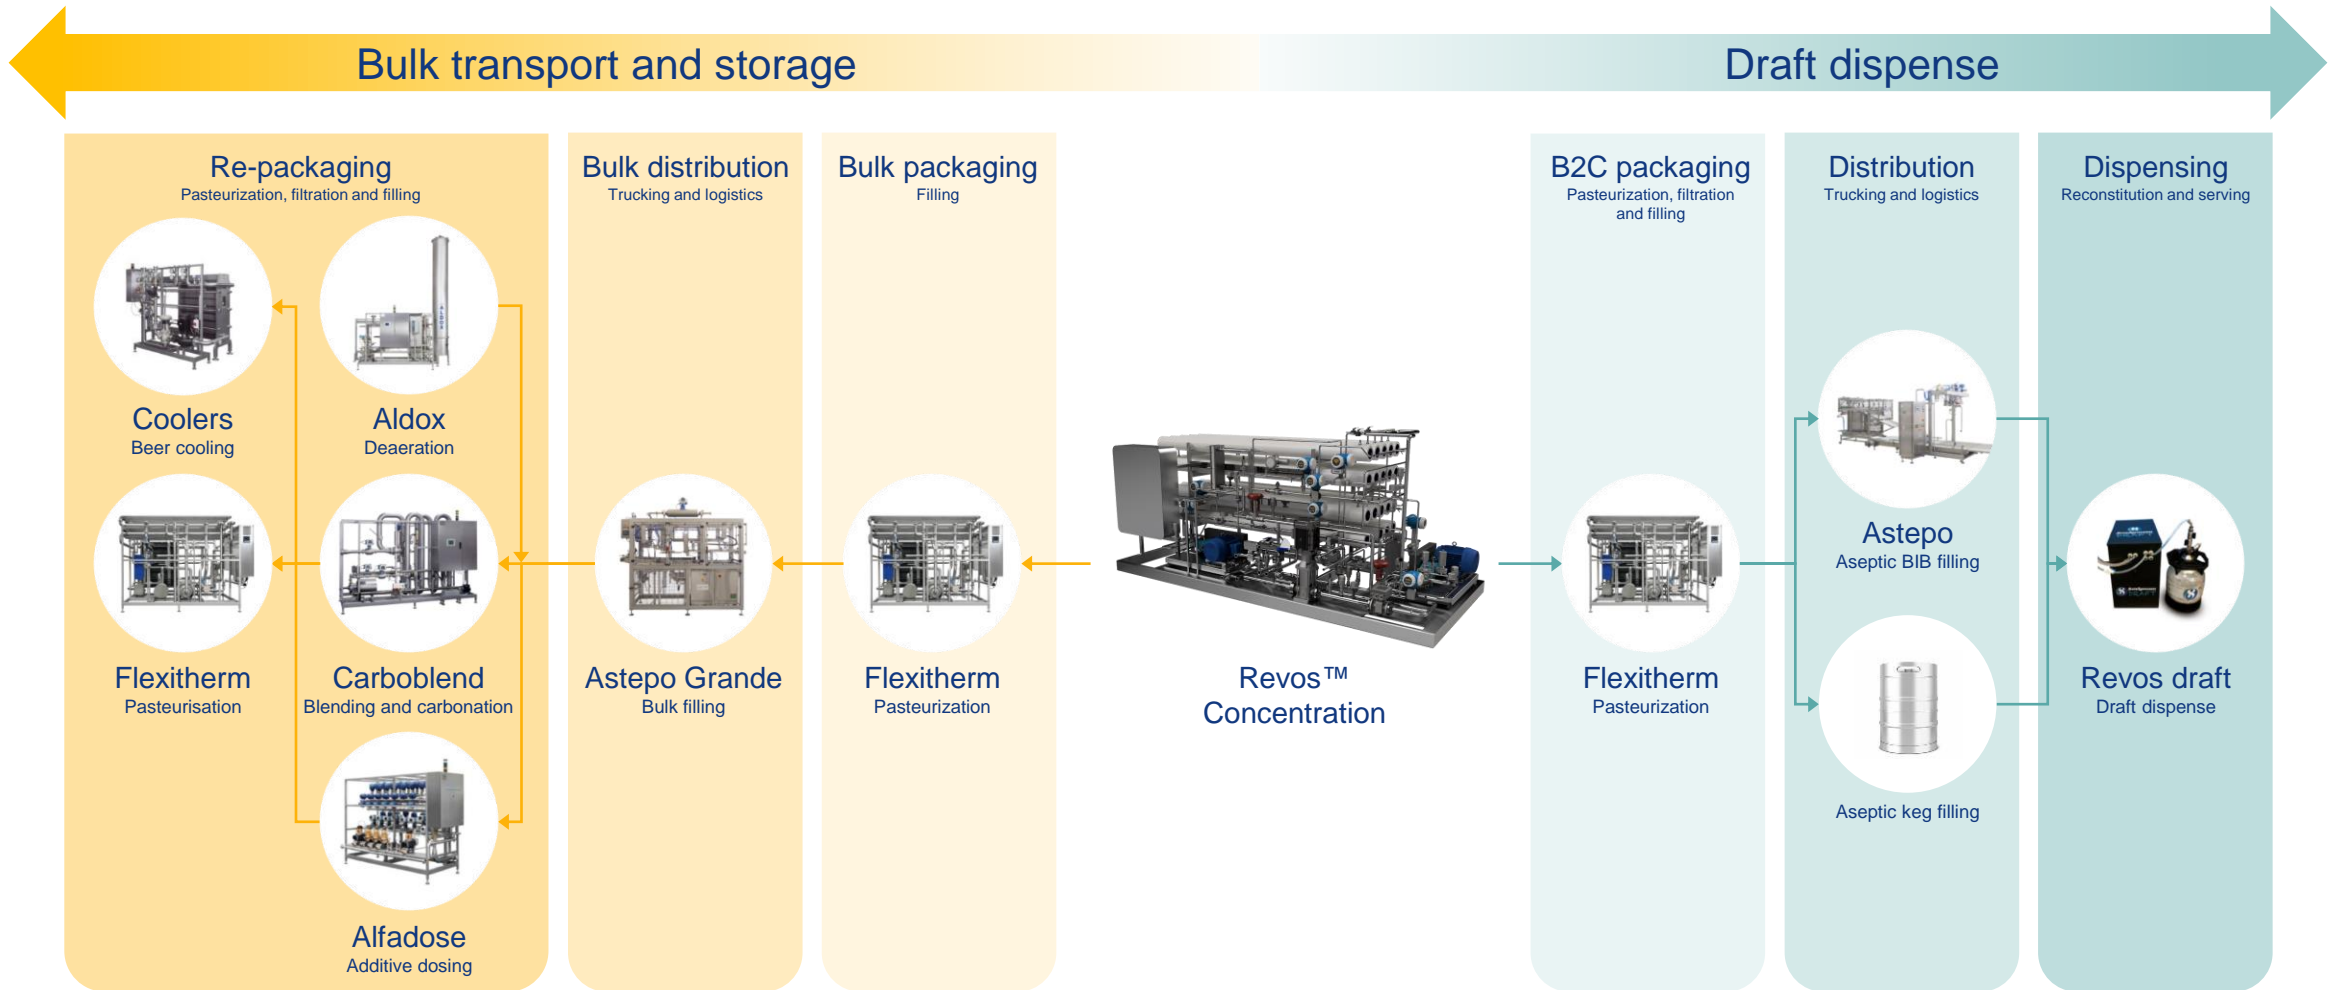 Bulk transport and storage
Draft dispense
Re-packaging
Pasteurization, filtration and filling
Coolers
Beer cooling
Aldox
Deaeration
Flexitherm
Pasteurisation
Carboblend
Blending and carbonation
Alfadose
Additive dosing
Bulk distribution
Trucking and logistics
Astepo Grande
Bulk filling
Bulk packaging
Filling
Flexitherm
Pasteurization
Revos™
Concentration
B2C packaging
Pasteurization, filtration
and filling
Flexitherm
Pasteurization
Distribution
Trucking and logistics
Astepo
Aseptic BIB filling
Aseptic keg filling
Dispensing
Reconstitution and serving
Revos draft
Draft dispense
ALDOX